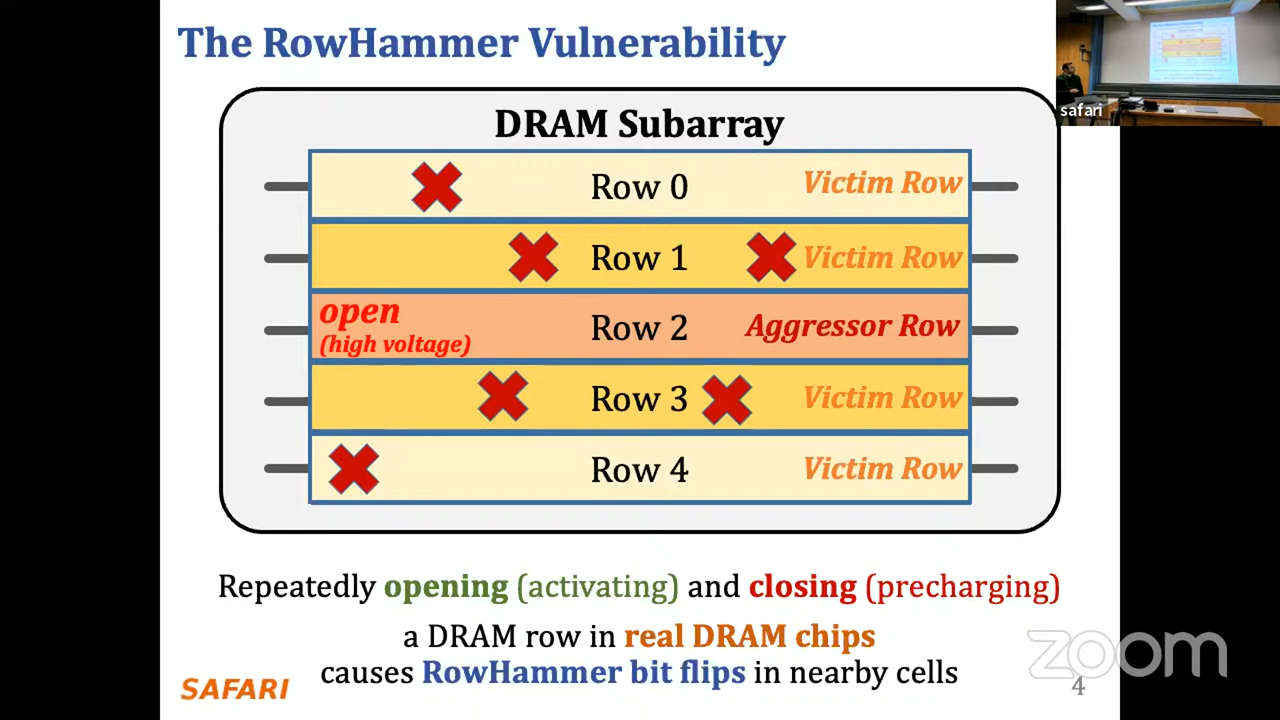 The RowHammer Vulnerability
safari
DRAM Subarray
Row 0 Victim Row
Row 1 Victim Row
open
(high voltage)
Row 2 Aggressor Row
Row 3 Victim Row
Row 4 Victim Row
Repeatedly opening (activating) and closing (precharging)
a DRAM row in real DRAM chips
causes RowHammer bit flips in nearby cells
SAFARI
zoom
4